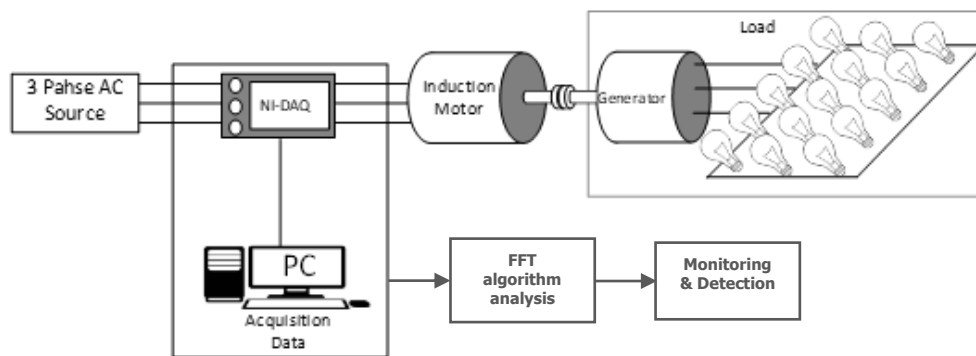 Load
3 Pahse AC
Source
NI-DAQ
Induction
Motor
Generator
PC
Acquisition
Data
FFT
algorithm
analysis
Monitoring
& Detection